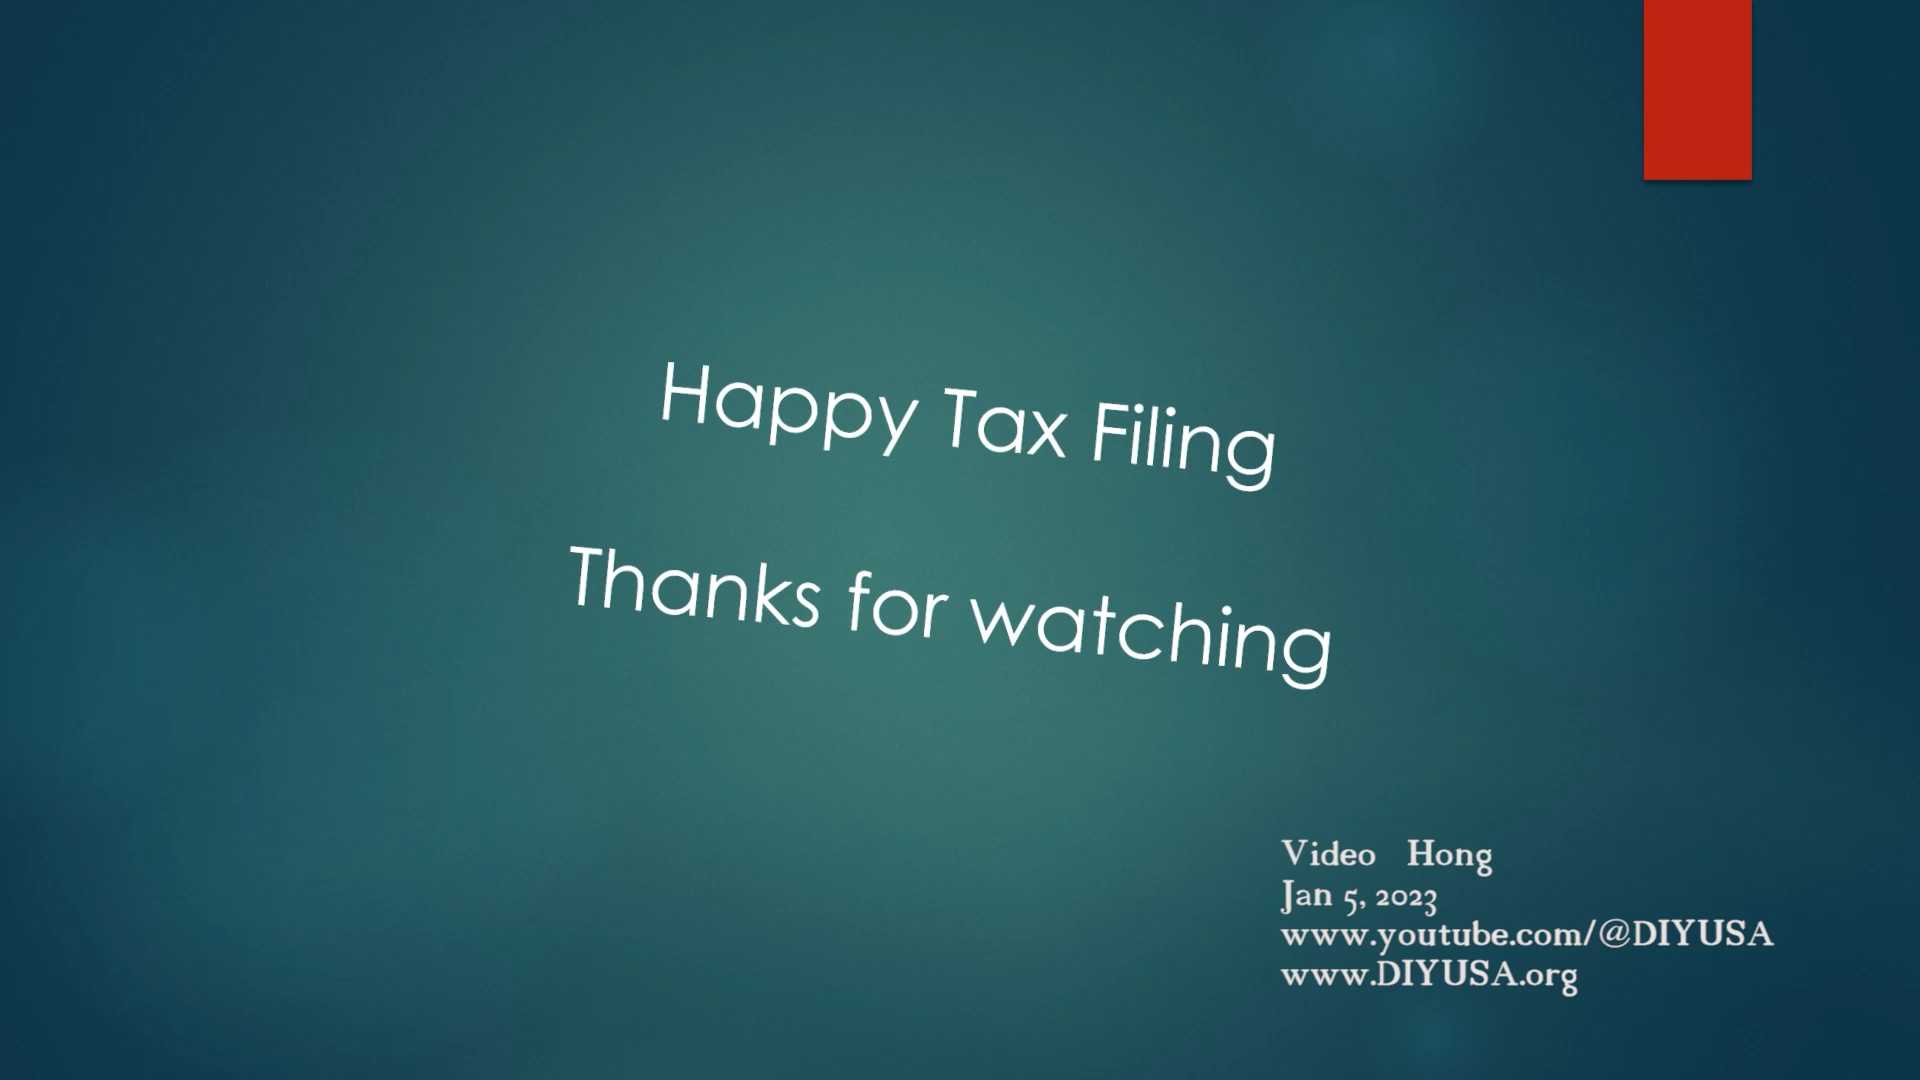 Happy Tax Filing
Thanks for watching
Video Hong
Jan 5, 2023
www.youtube.com/@DIYUSA
www.DIYUSA.org